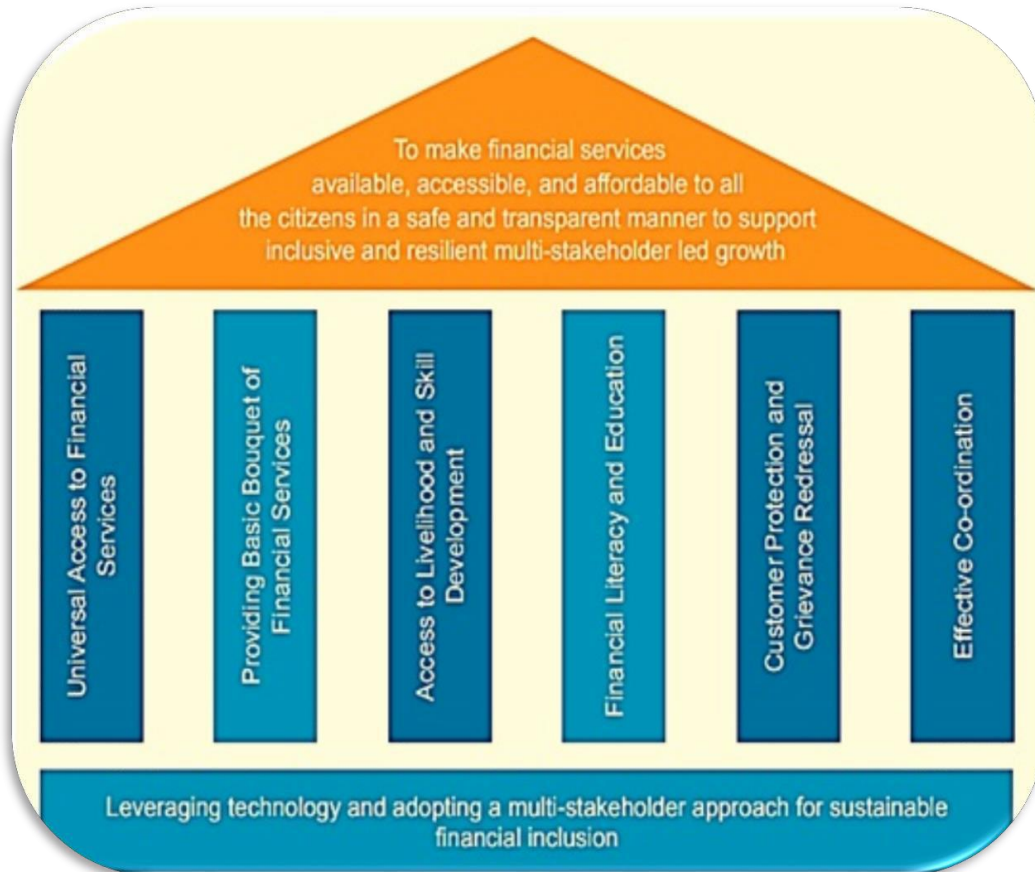 To make financial services
available, accessible, and affordable to all
the citizens in a safe and transparent manner to support
inclusive and resilient multi-stakeholder led growth
Universal Access to Financial
Services
Providing Basic Bouquet of
Financial Services
Access to Livelihood and Skill
Development
Financial Literacy and Education
Customer Protection and
Grievance Redressal
Effective Co-ordination
Leveraging technology and adopting a multi-stakeholder approach for sustainable
financial inclusion